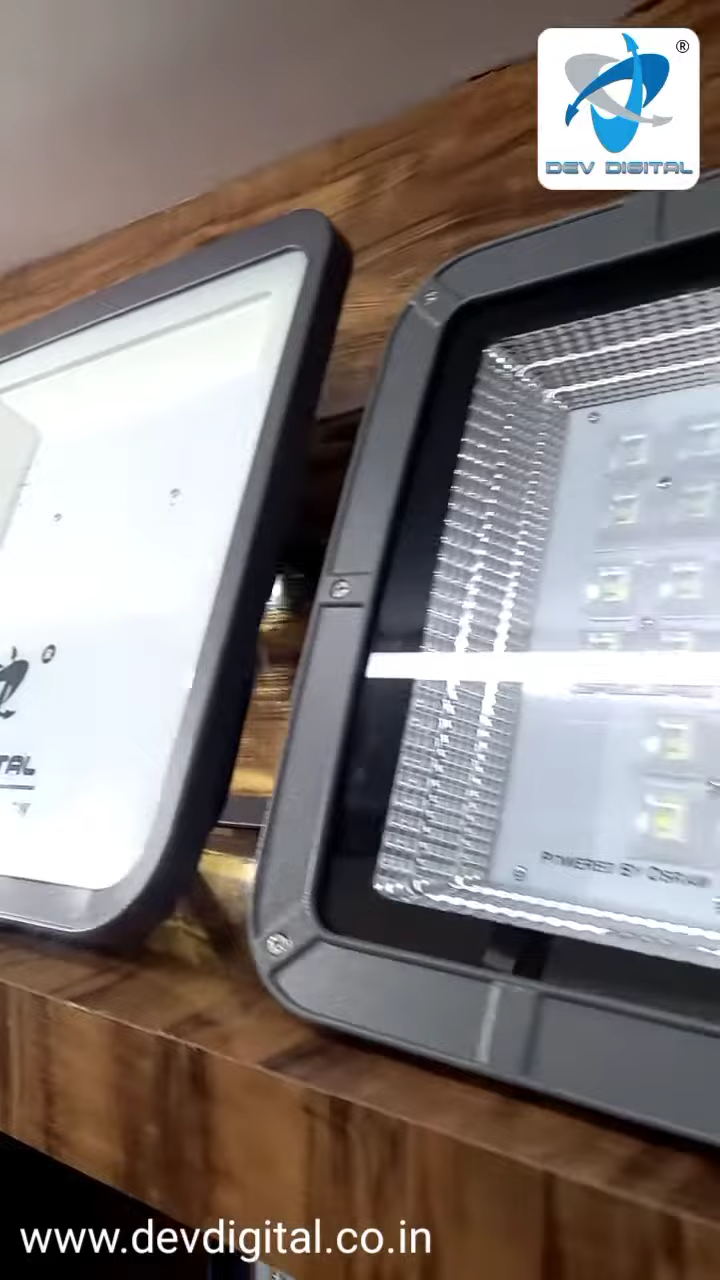 ®
DEV DIGITAL
®
TAL
POWERED BY OSRAM
www.devdigital.co.in